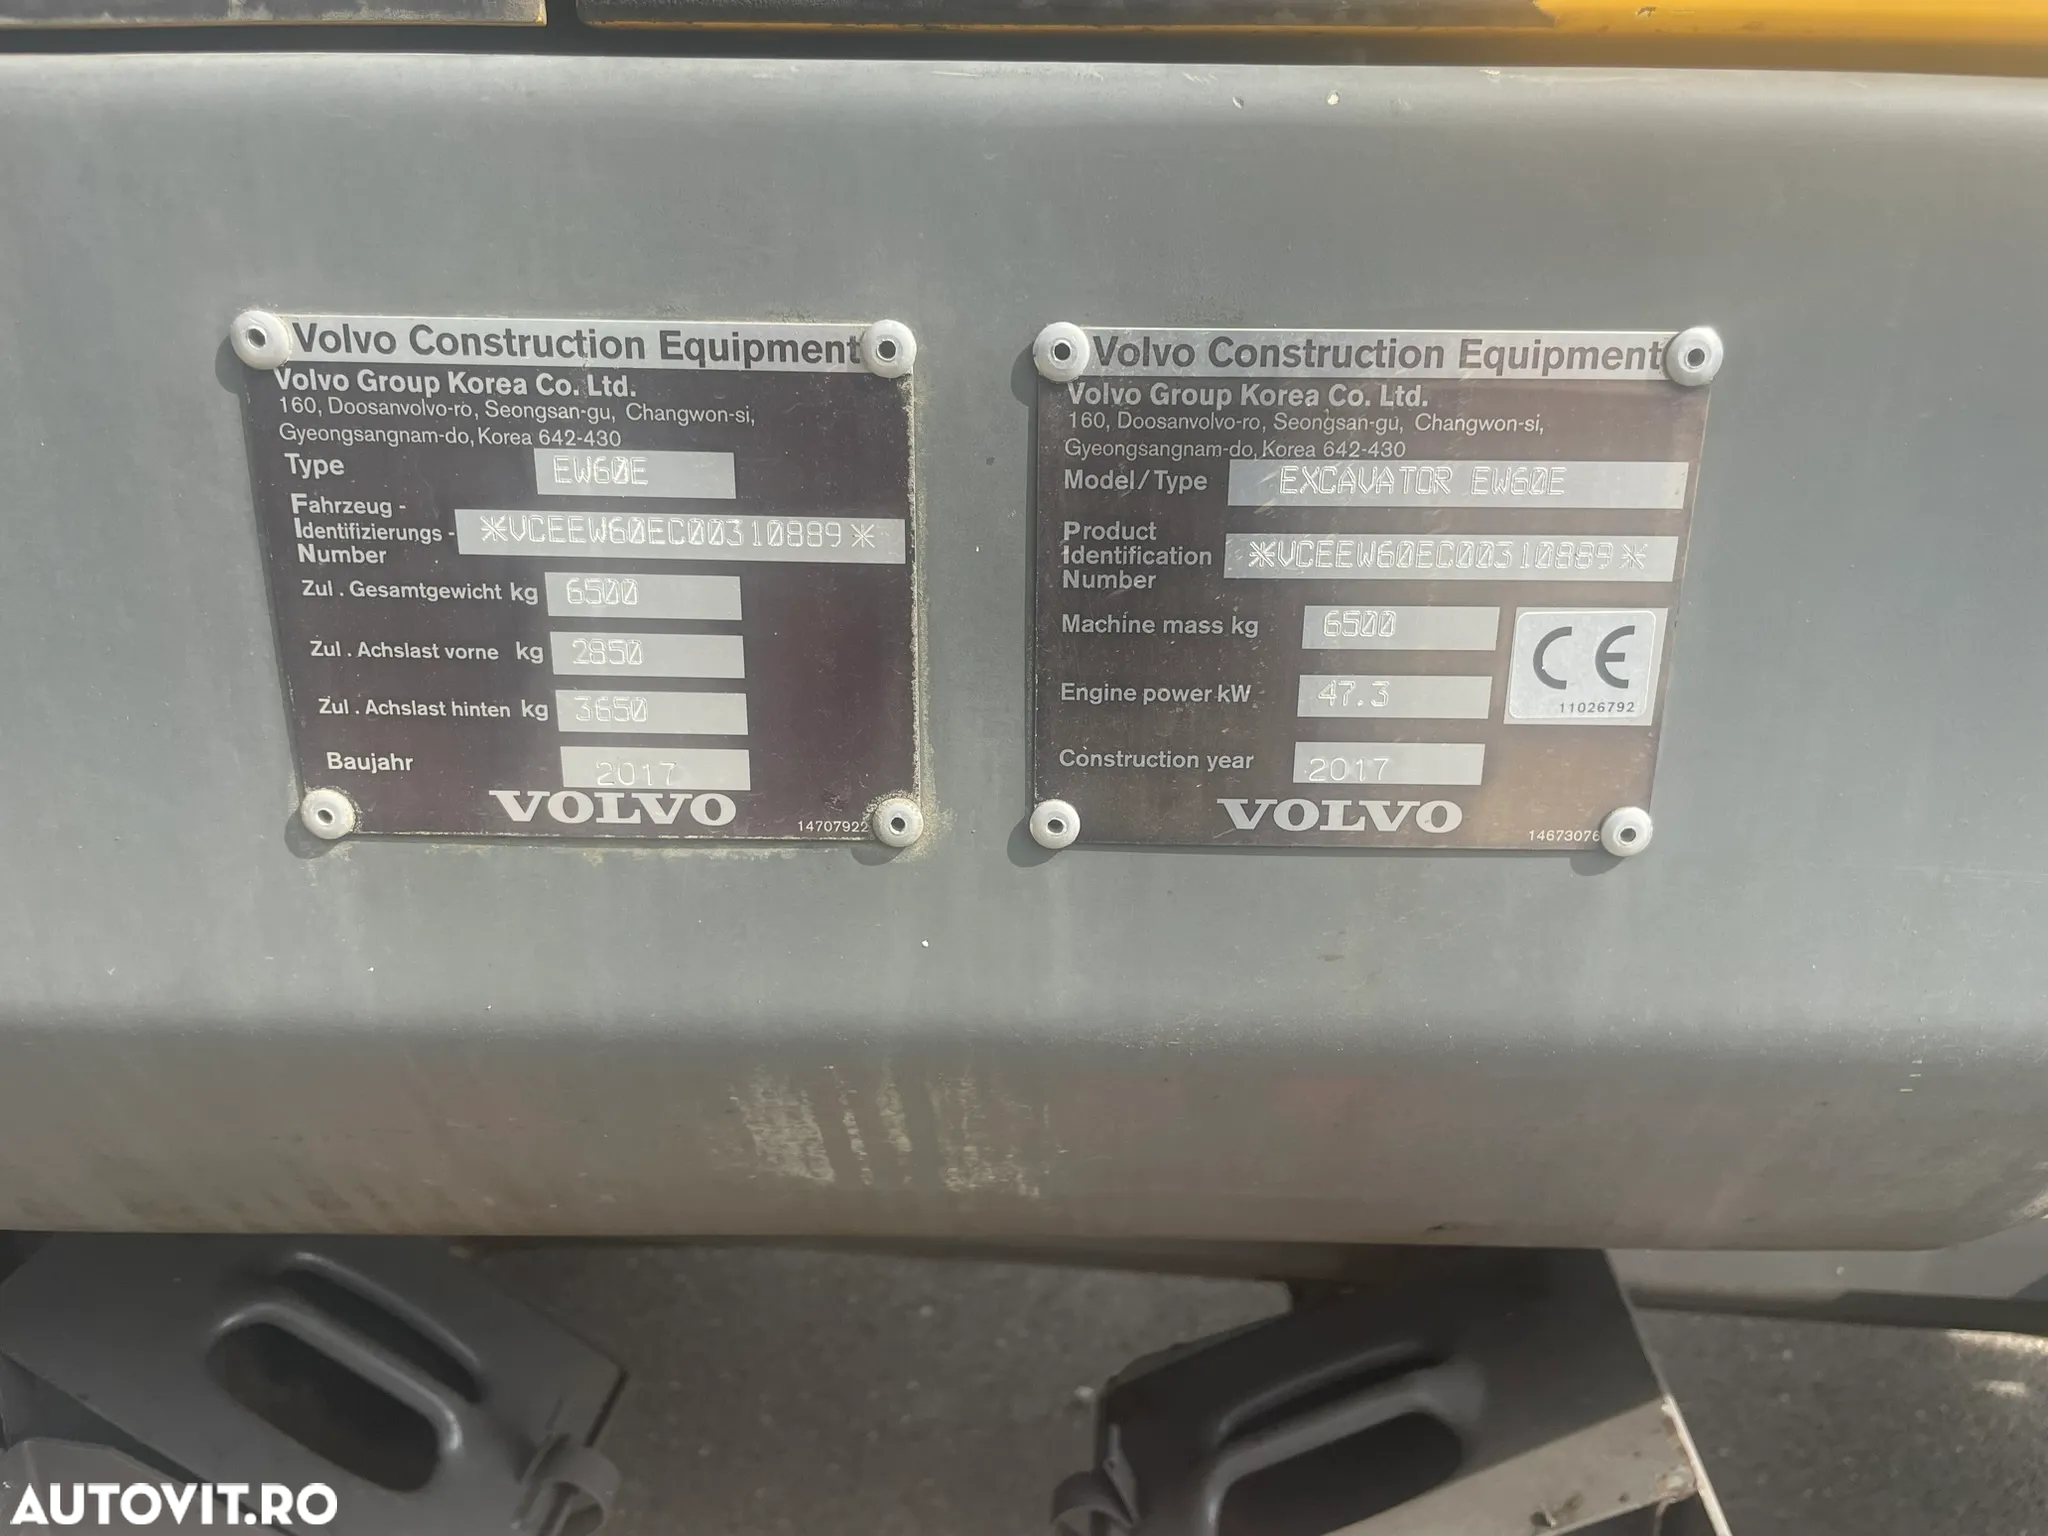 Volvo Construction Equipment
Volvo Group Korea Co. Ltd.
160, Doosanvolvo-ro, Seongsan-gu, Changwon-si,
Gyeongsangnam-do, Korea 642-430
Type EW60E
Fahrzeug-
Identifizierungs-
Number *VCEEW60EC00310889*
Zul. Gesamtgewicht kg 6500
Zul. Achslast vorne kg 2850
Zul. Achslast hinten kg 3650
Baujahr 2017
VOLVO
14707922
Volvo Construction Equipment
Volvo Group Korea Co. Ltd.
160, Doosanvolvo-ro, Seongsan-gu, Changwon-si,
Gyeongsangnam-do, Korea 642-430
Model/Type EXCAVATOR EW60E
Product
Identification *VCEEW60EC00310889*
Number
Machine mass kg 6500
Engine power kW 47.3
CE
11026792
Construction year 2017
VOLVO
14673076
AUTOVIT.RO